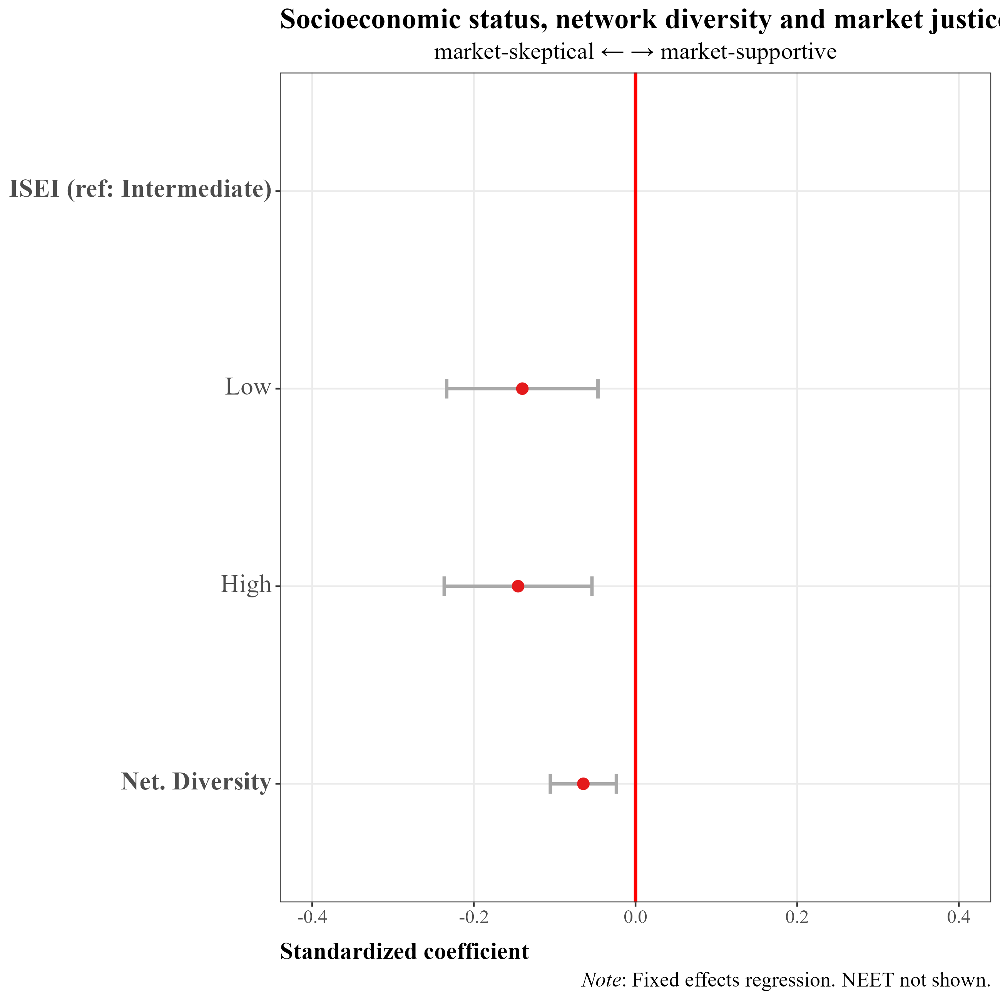 Socioeconomic status, network diversity and market justic
market-skeptical ← → market-supportive
ISEI (ref: Intermediate)
Low
High
Net. Diversity
-0.4 -0.2 0.0 0.2 0.4
Standardized coefficient
Note: Fixed effects regression. NEET not shown.